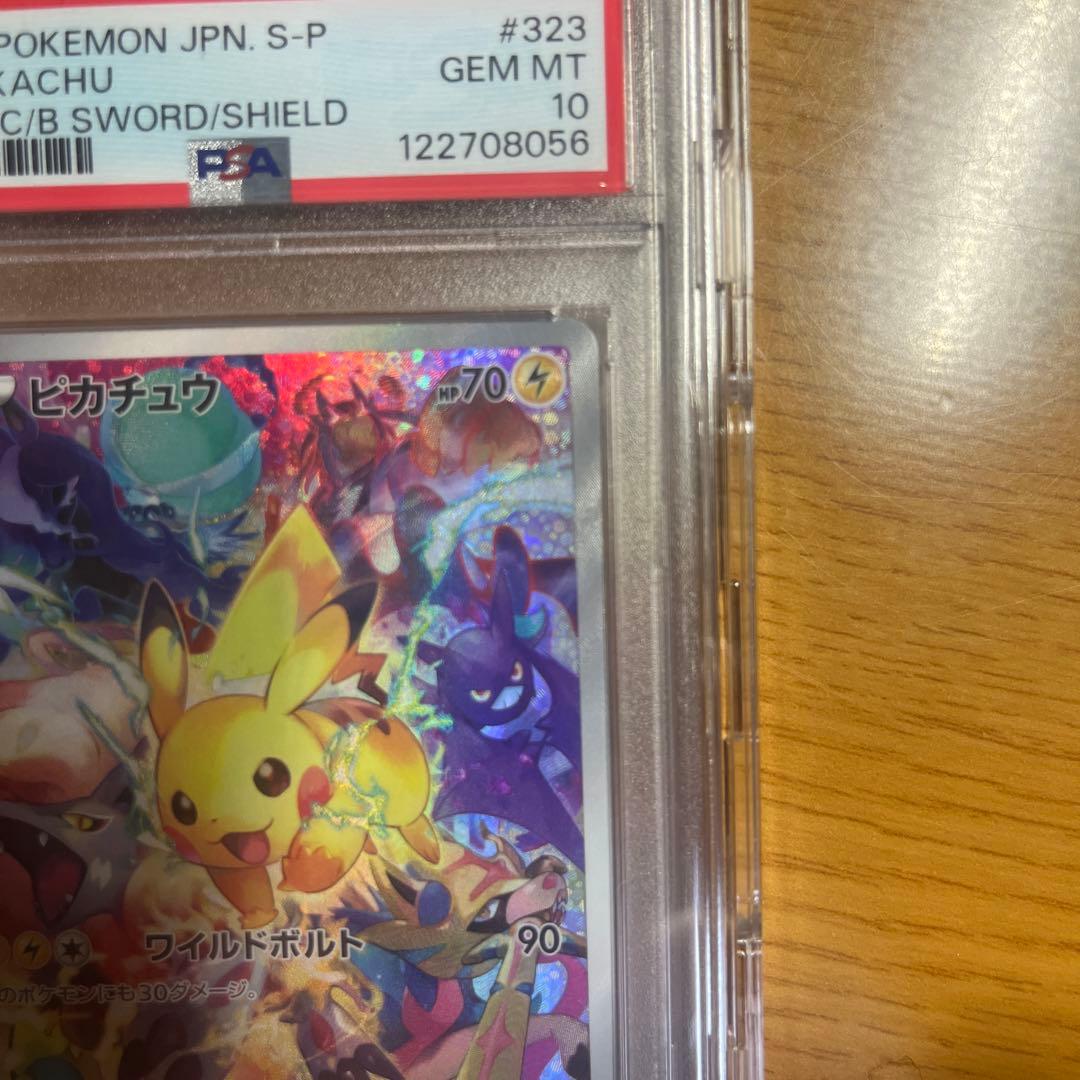 POKEMON JPN. S-P #323
KACHU GEM MT
C/B SWORD/SHIELD 10
PSA 122708056
ピカチュウ HP70
ワイルドボルト 90
のポケモンにも30ダメージ。